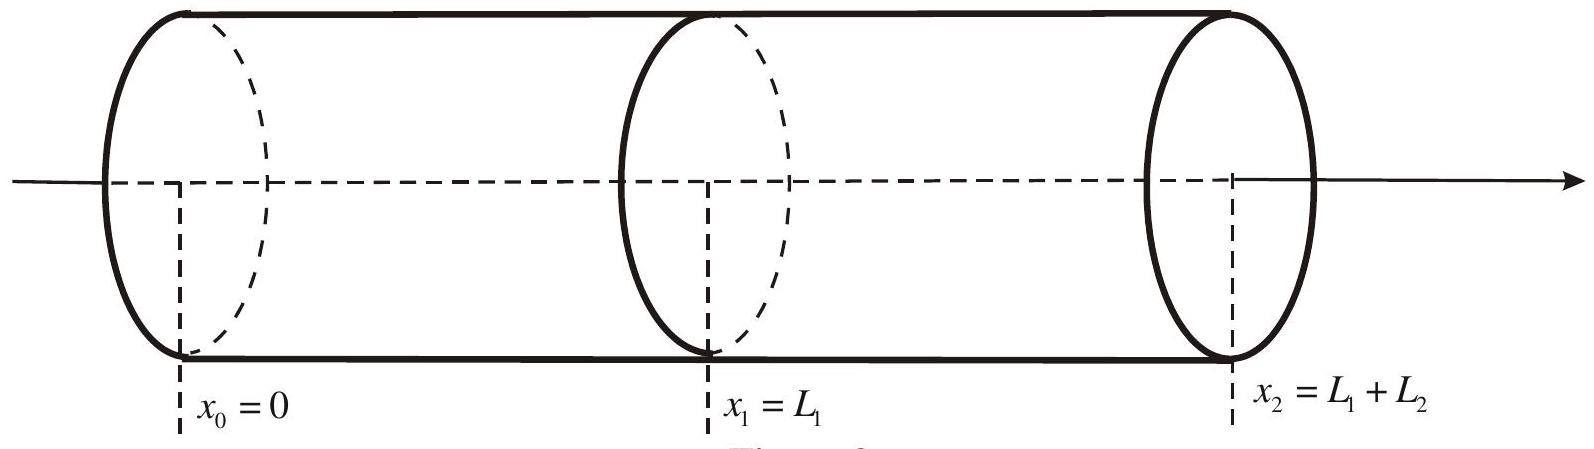 x₀ = 0
x₁ = L₁
x₂ = L₁ + L₂